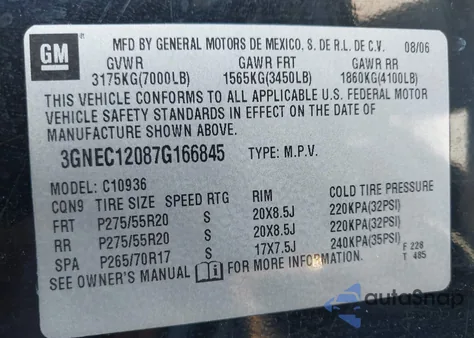 GM MFD BY GENERAL MOTORS DE MEXICO, S. DE R.L. DE C.V. 08/06
GVWR GAWR FRT GAWR RR
3175KG(7000LB) 1565KG(3450LB) 1860KG(4100LB)
THIS VEHICLE CONFORMS TO ALL APPLICABLE U.S. FEDERAL MOTOR
VEHICLE SAFETY STANDARDS IN EFFECT ON THE DATE OF
MANUFACTURE SHOWN ABOVE.
3GNEC12087G166845 TYPE: M.P.V.
MODEL: C10936
CQN9 TIRE SIZE SPEED RTG RIM COLD TIRE PRESSURE
FRT P275/55R20 S 20X8.5J 220KPA(32PSI)
RR P275/55R20 S 20X8.5J 220KPA(32PSI)
SPA P265/70R17 S 17X7.5J 240KPA(35PSI)
SEE OWNER'S MANUAL FOR MORE INFORMATION. F 228
T 485
autoSnap